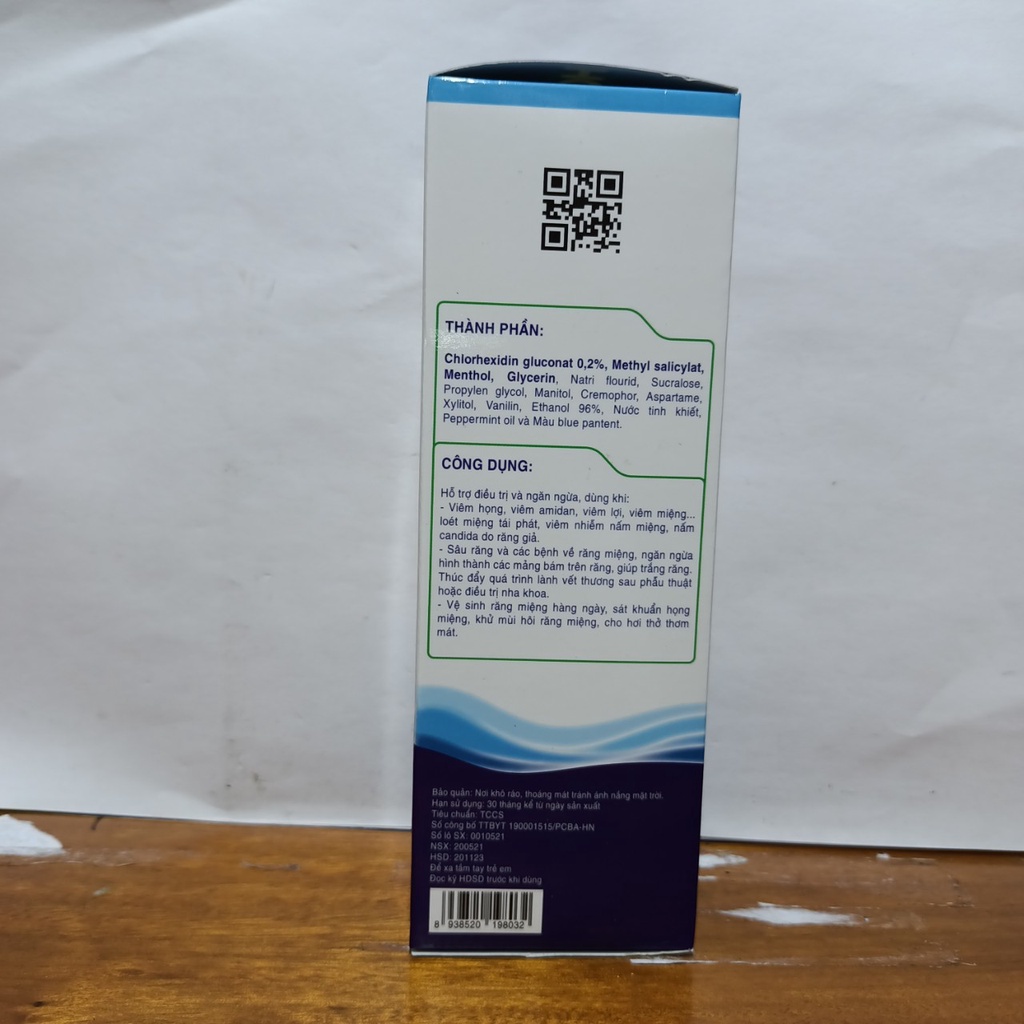 THÀNH PHẦN:
Chlorhexidin gluconat 0,2%, Methyl salicylat,
Menthol, Glycerin, Natri flourid, Sucralose,
Propylen glycol, Manitol, Cremophor, Aspartame,
Xylitol, Vanilin, Ethanol 96%, Nước tinh khiết,
Peppermint oil và Màu blue pantent.
CÔNG DỤNG:
Hỗ trợ điều trị và ngăn ngừa, dùng khi:
- Viêm họng, viêm amidan, viêm lợi, viêm miệng...
loét miệng tái phát, viêm nhiễm nấm miệng, nấm
candida do răng giả.
- Sâu răng và các bệnh về răng miệng, ngăn ngừa
hình thành các mảng bám trên răng, giúp trắng răng.
Thúc đẩy quá trình lành vết thương sau phẫu thuật
hoặc điều trị nha khoa.
- Vệ sinh răng miệng hàng ngày, sát khuẩn họng
miệng, khử mùi hôi răng miệng, cho hơi thở thơm
mát.
Bảo quản: Nơi khô ráo, thoáng mát tránh ánh nắng mặt trời.
Hạn sử dụng: 30 tháng kể từ ngày sản xuất
Tiêu chuẩn: TCCS
Số công bố TTBYT 190001515/PCBA-HN
Số lô SX: 0010521
NSX: 200521
HSD: 201123
Để xa tầm tay trẻ em
Đọc kỹ HDSD trước khi dùng
8 938520 198032